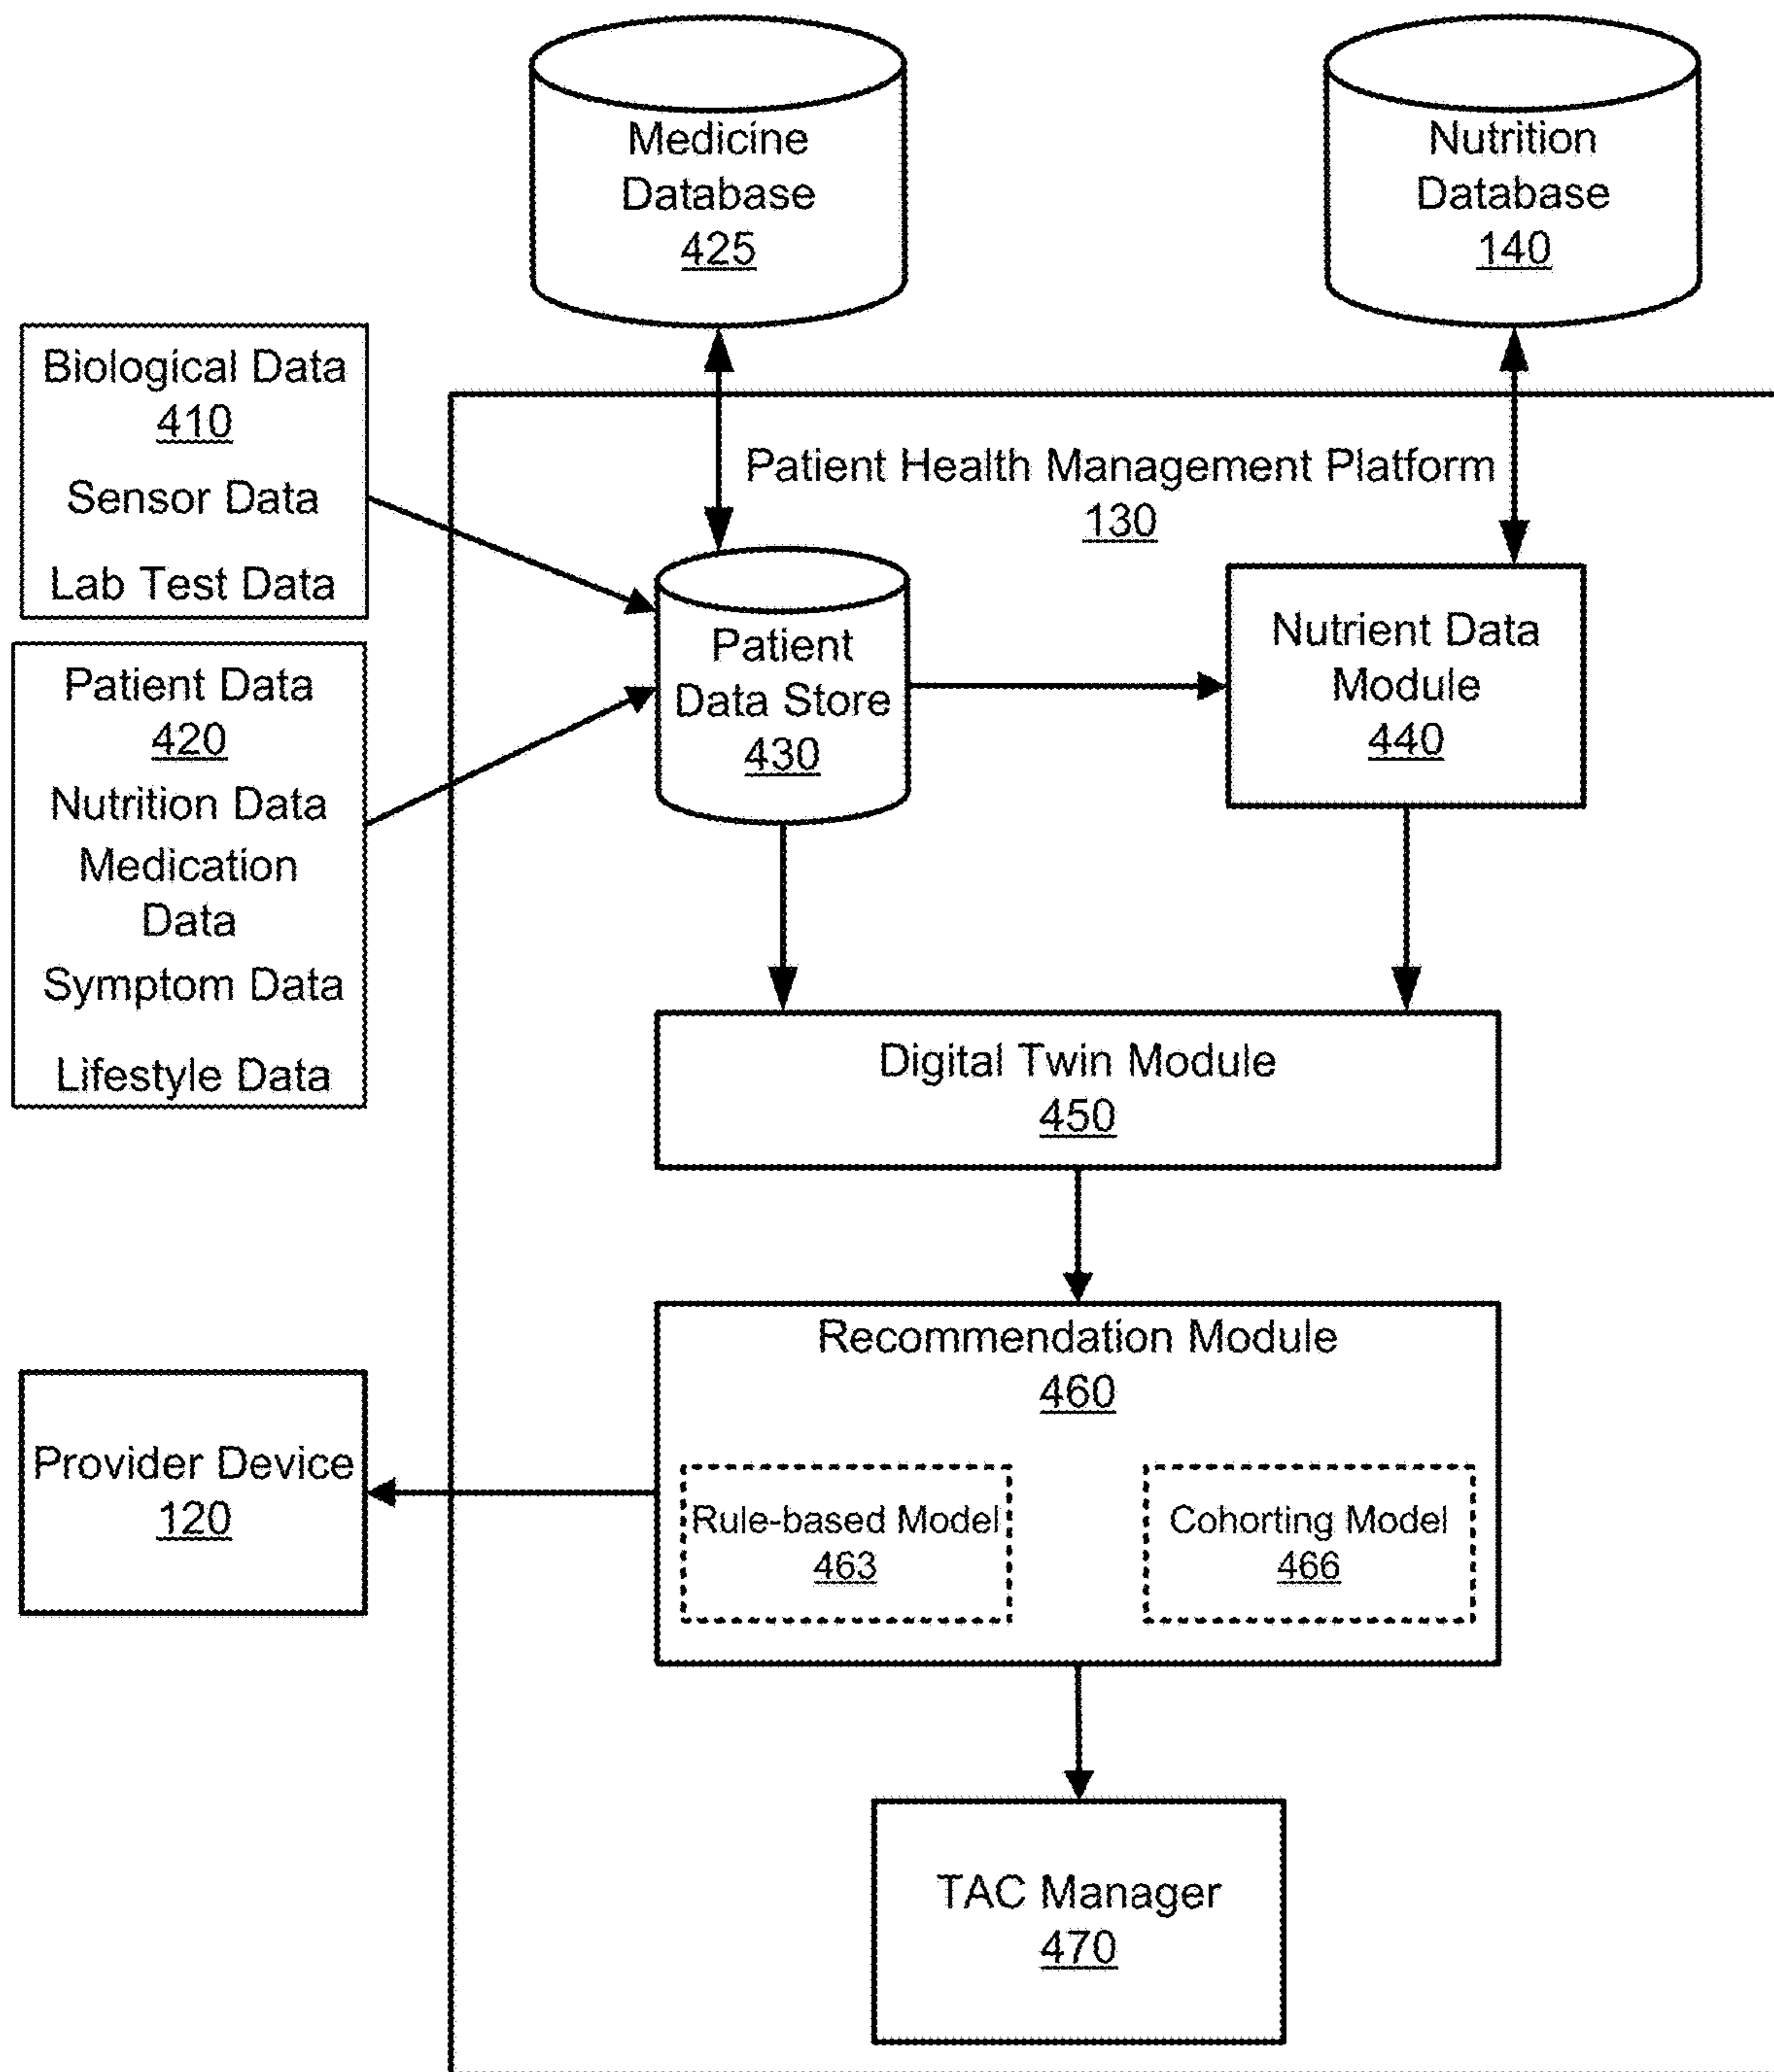 Medicine
Database
425
Nutrition
Database
140
Biological Data
410
Sensor Data
Lab Test Data
Patient Health Management Platform
130
Patient Data
420
Nutrition Data
Medication
Data
Symptom Data
Lifestyle Data
Patient
Data Store
430
Nutrient Data
Module
440
Digital Twin Module
450
Recommendation Module
460
Rule-based Model
463
Cohorting Model
466
Provider Device
120
TAC Manager
470